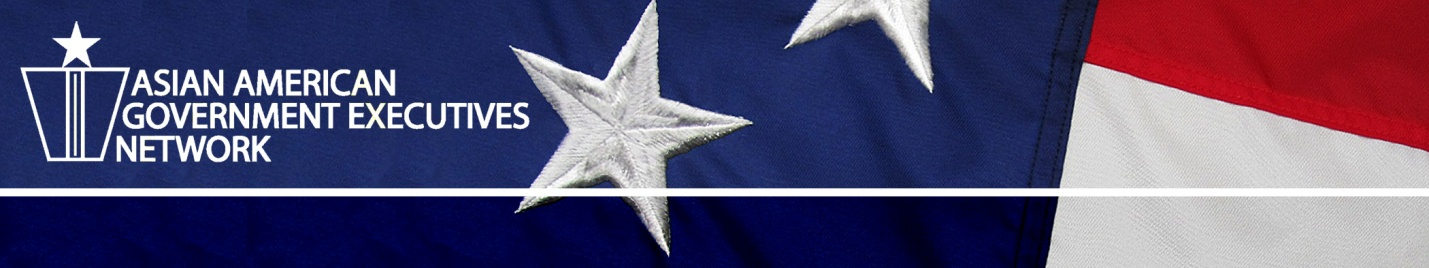 ASIAN AMERICAN
GOVERNMENT EXECUTIVES
NETWORK